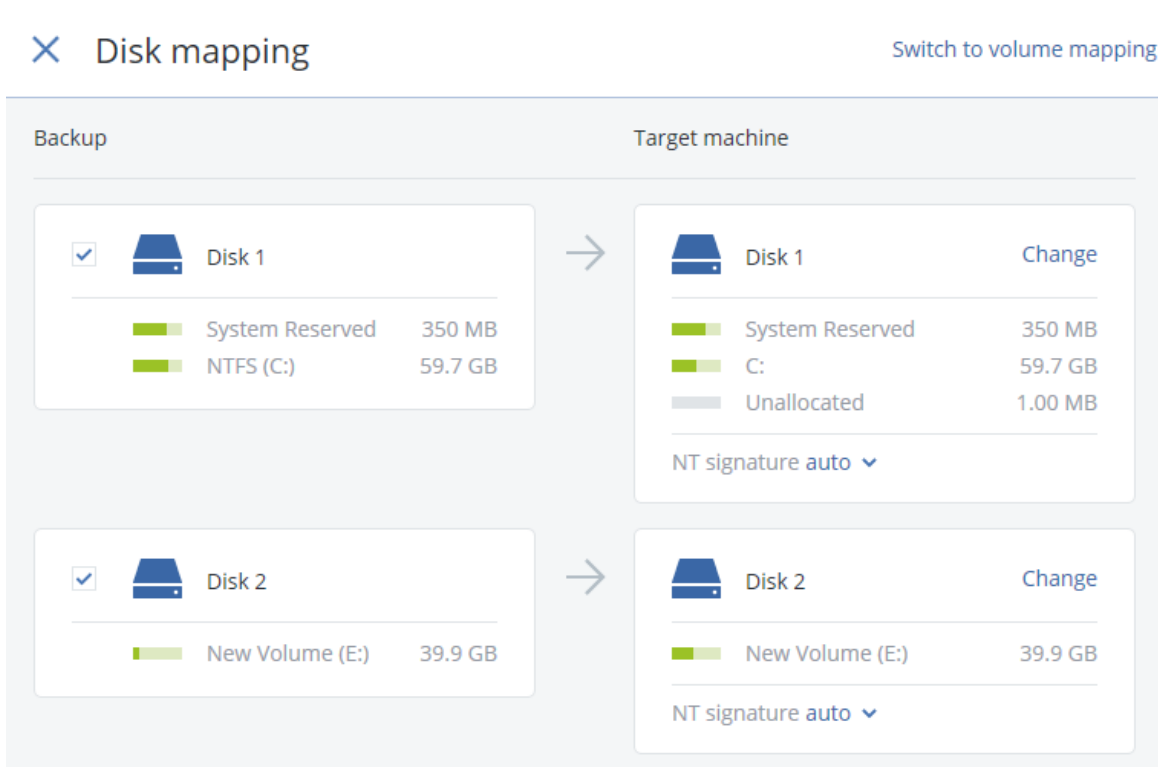 Disk mapping
Switch to volume mapping
Backup
Target machine
Disk 1
System Reserved 350 MB
NTFS (C:) 59.7 GB
Disk 1 Change
System Reserved 350 MB
C: 59.7 GB
Unallocated 1.00 MB
NT signature auto
Disk 2
New Volume (E:) 39.9 GB
Disk 2 Change
New Volume (E:) 39.9 GB
NT signature auto